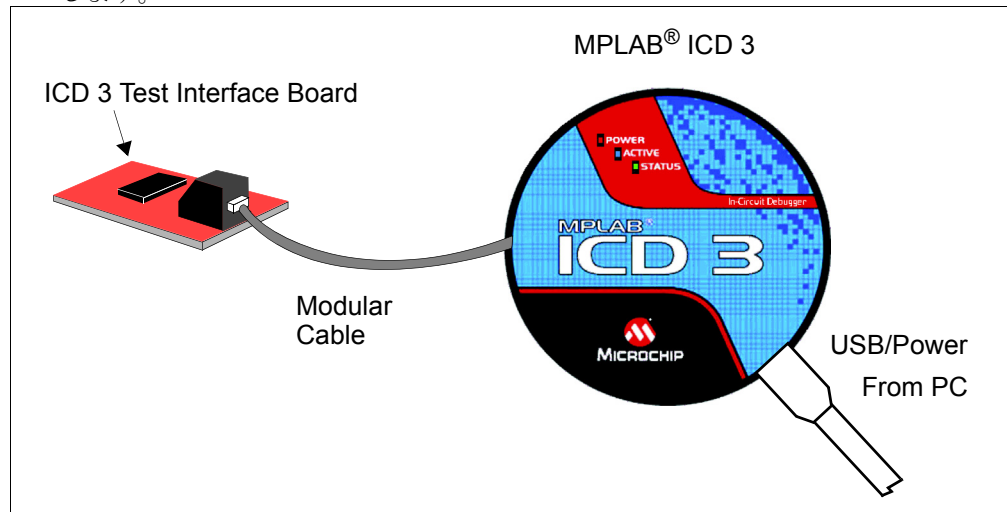 MPLAB® ICD 3
ICD 3 Test Interface Board
POWER
ACTIVE
STATUS
In-Circuit Debugger
MPLAB®
ICD 3
Modular
Cable
MICROCHIP
USB/Power
From PC